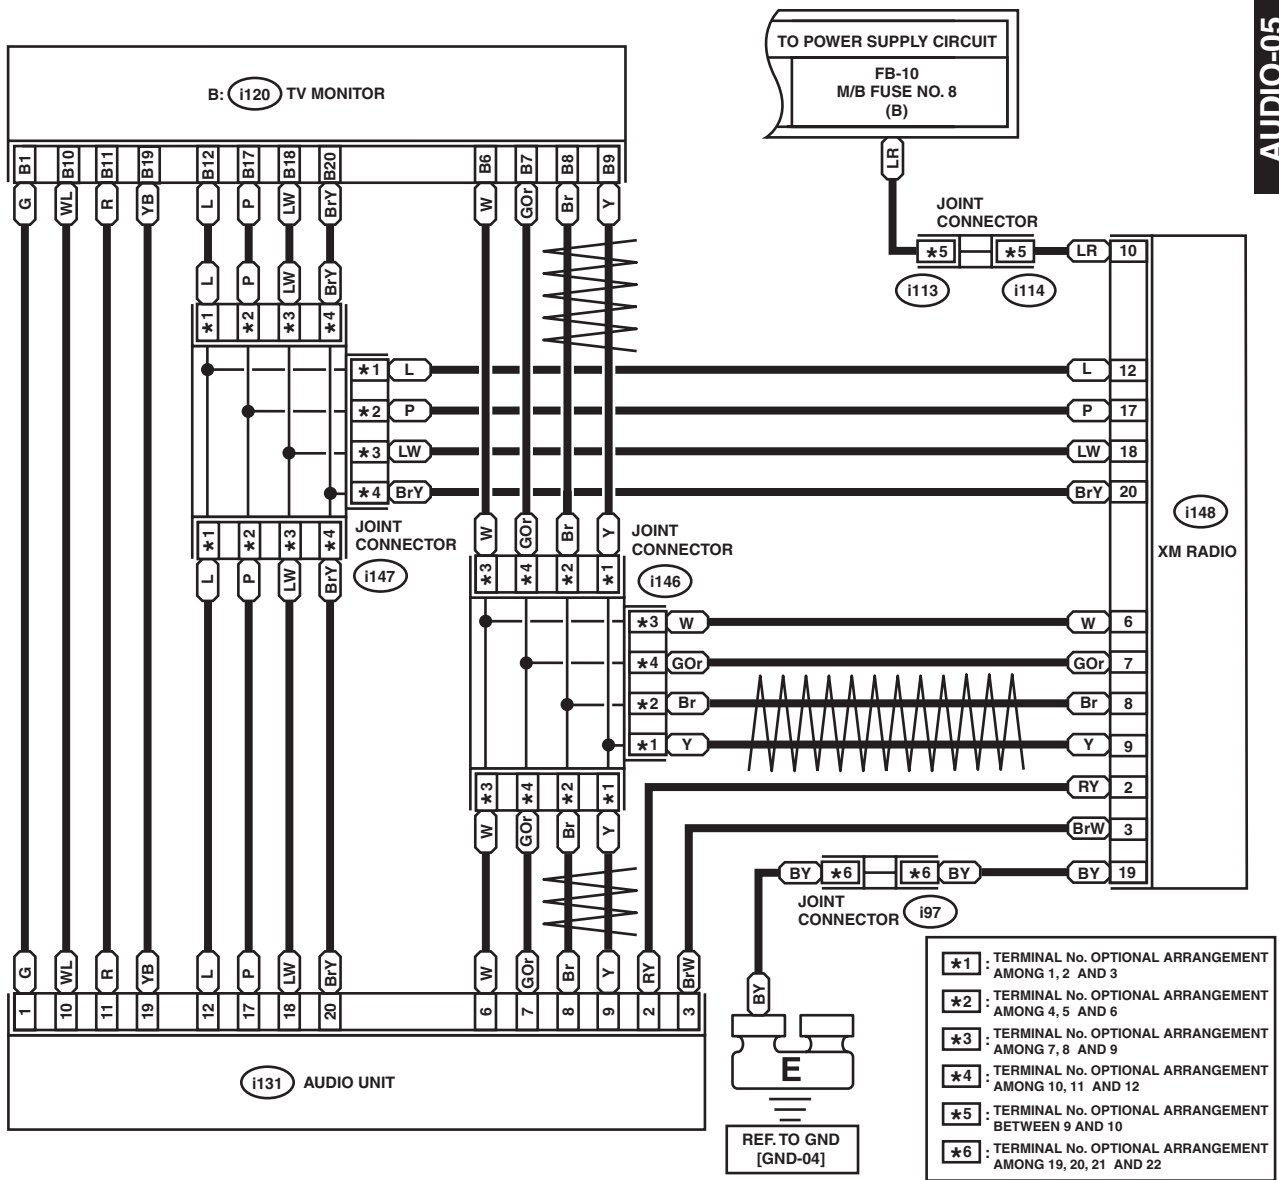 AUDIO-05
TO POWER SUPPLY CIRCUIT
FB-10
M/B FUSE NO. 8
(B)
B: i120 TV MONITOR
B1 B10 B11 B19 B12 B17 B18 B20 B6 B7 B8 B9
G WL R YB L P LW BrY W GOr Br Y
LR
JOINT
CONNECTOR
*5 *5 LR 10
i113 i114
L P LW BrY
*1 *2 *3 *4
*1 L L 12
*2 P P 17
*3 LW LW 18
*4 BrY BrY 20
*1 *2 *3 *4
L P LW BrY
JOINT
CONNECTOR
i147
W GOr Br Y
*3 *4 *2 *1
JOINT
CONNECTOR
i146
i148
XM RADIO
*3 W W 6
*4 GOr GOr 7
*2 Br Br 8
*1 Y Y 9
RY 2
BrW 3
*3 *4 *2 *1
W GOr Br Y
BY *6 *6 BY BY 19
JOINT
CONNECTOR i97
G WL R YB L P LW BrY W GOr Br Y RY BrW
1 10 11 19 12 17 18 20 6 7 8 9 2 3
i131 AUDIO UNIT
BY
E
REF. TO GND
[GND-04]
*1 : TERMINAL No. OPTIONAL ARRANGEMENT
AMONG 1, 2 AND 3
*2 : TERMINAL No. OPTIONAL ARRANGEMENT
AMONG 4, 5 AND 6
*3 : TERMINAL No. OPTIONAL ARRANGEMENT
AMONG 7, 8 AND 9
*4 : TERMINAL No. OPTIONAL ARRANGEMENT
AMONG 10, 11 AND 12
*5 : TERMINAL No. OPTIONAL ARRANGEMENT
BETWEEN 9 AND 10
*6 : TERMINAL No. OPTIONAL ARRANGEMENT
AMONG 19, 20, 21 AND 22